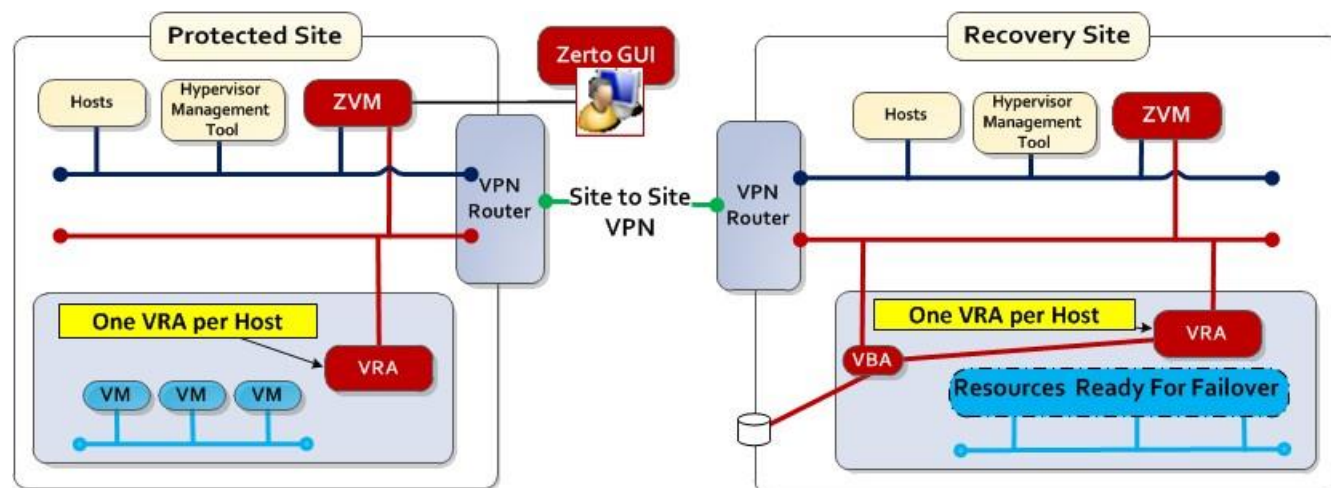 Protected Site
Zerto GUI
Hosts
Hypervisor
Management
Tool
ZVM
VPN
Router
One VRA per Host
VRA
VM
VM
VM
Site to Site
VPN
Recovery Site
Hosts
Hypervisor
Management
Tool
ZVM
VPN
Router
One VRA per Host
VRA
VBA
Resources Ready For Failover